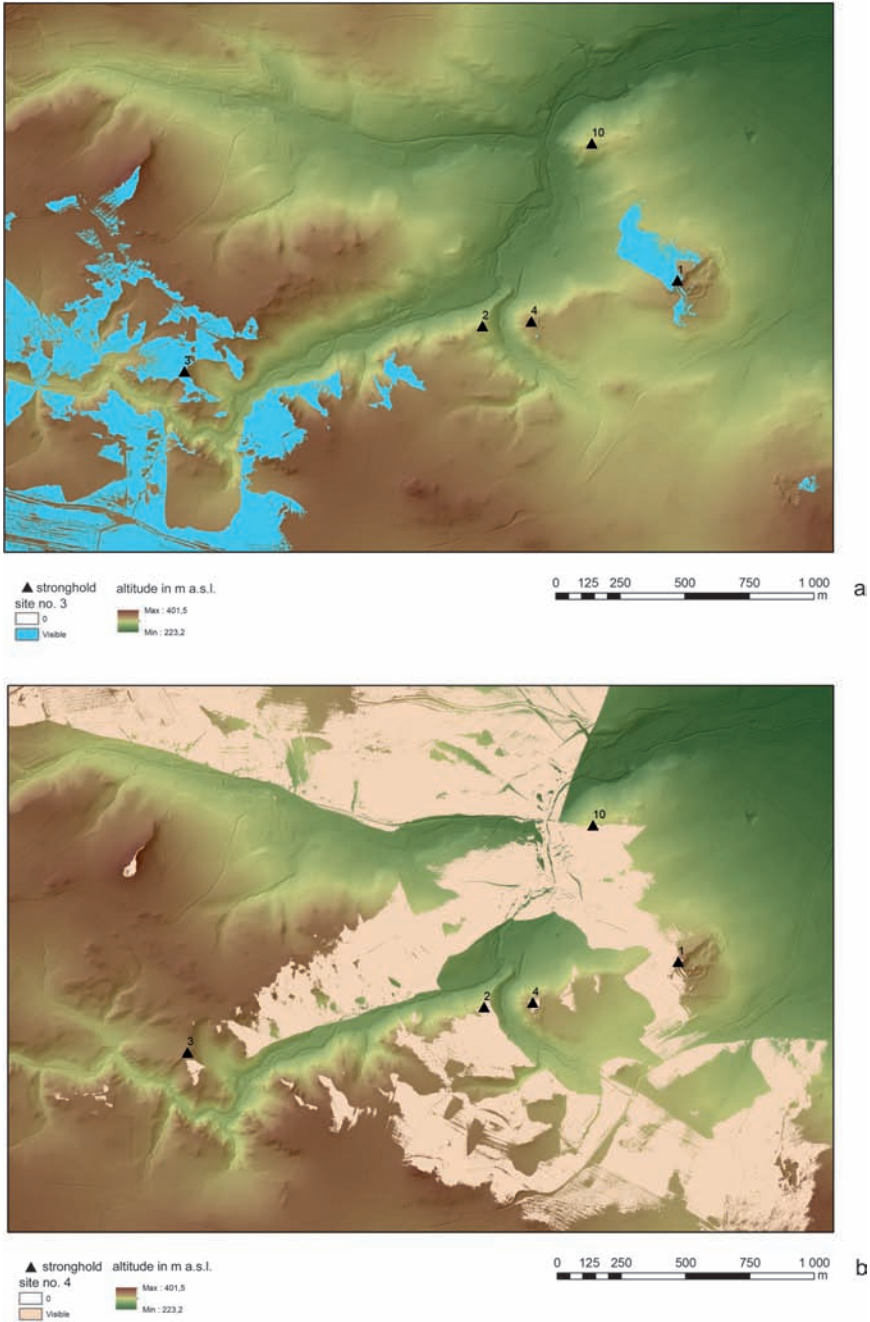 10
1
2
4
3
▲ stronghold
site no. 3
0
Visible
altitude in m a.s.l.
Max : 401,5
Min : 223,2
0 125 250 500 750 1 000
m
a
10
1
2
4
3
▲ stronghold
site no. 4
0
Visible
altitude in m a.s.l.
Max : 401,5
Min : 223,2
0 125 250 500 750 1 000
m
b